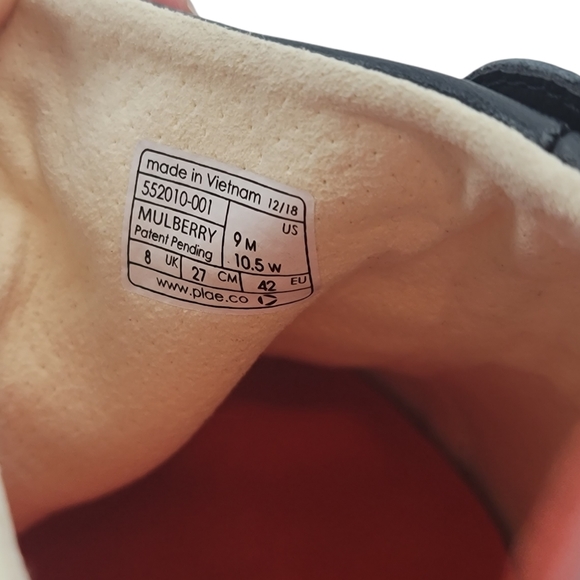 made in Vietnam 12/18
552010-001 US
MULBERRY 9 M
Patent Pending 10.5 W
8 UK 27 CM 42 EU
www.plae.co